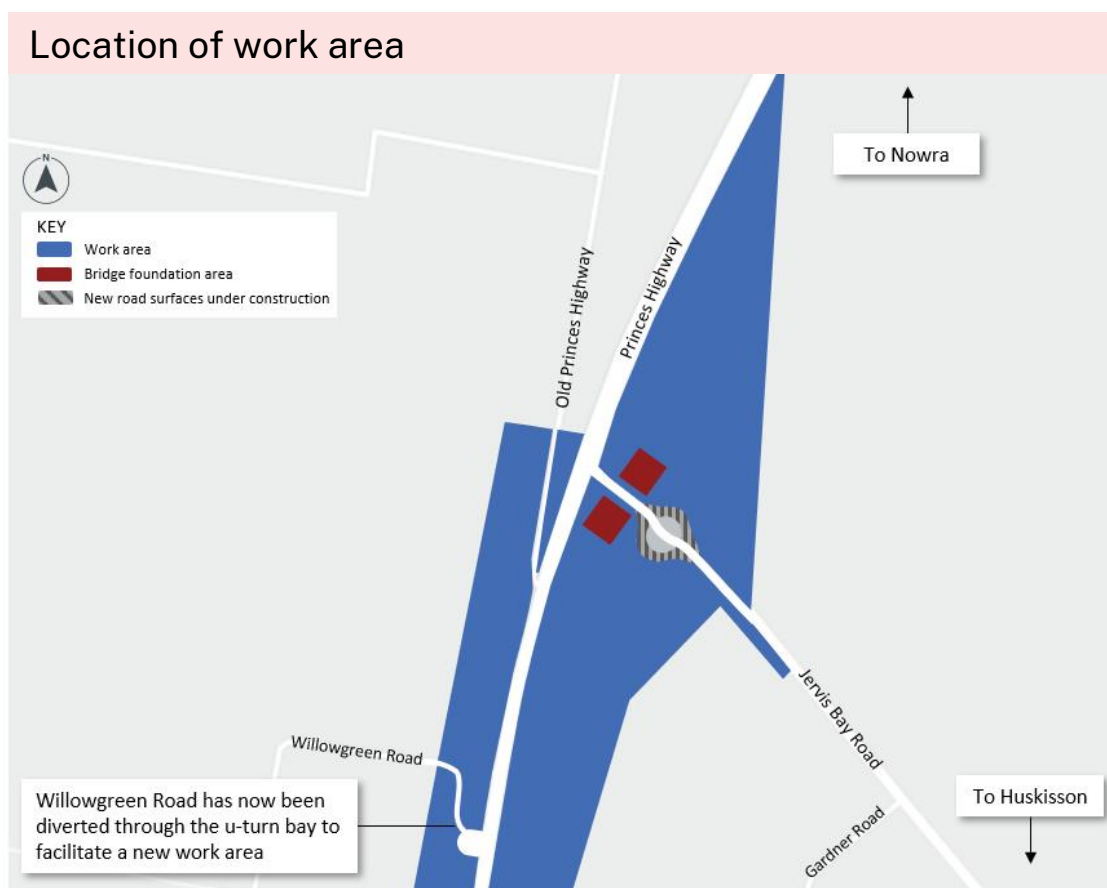 Location of work area
To Nowra
N
KEY
Work area
Bridge foundation area
New road surfaces under construction
Old Princes Highway
Princes Highway
Jervis Bay Road
Willowgreen Road
Willowgreen Road has now been
diverted through the u-turn bay to
facilitate a new work area
To Huskisson
Gardner Road